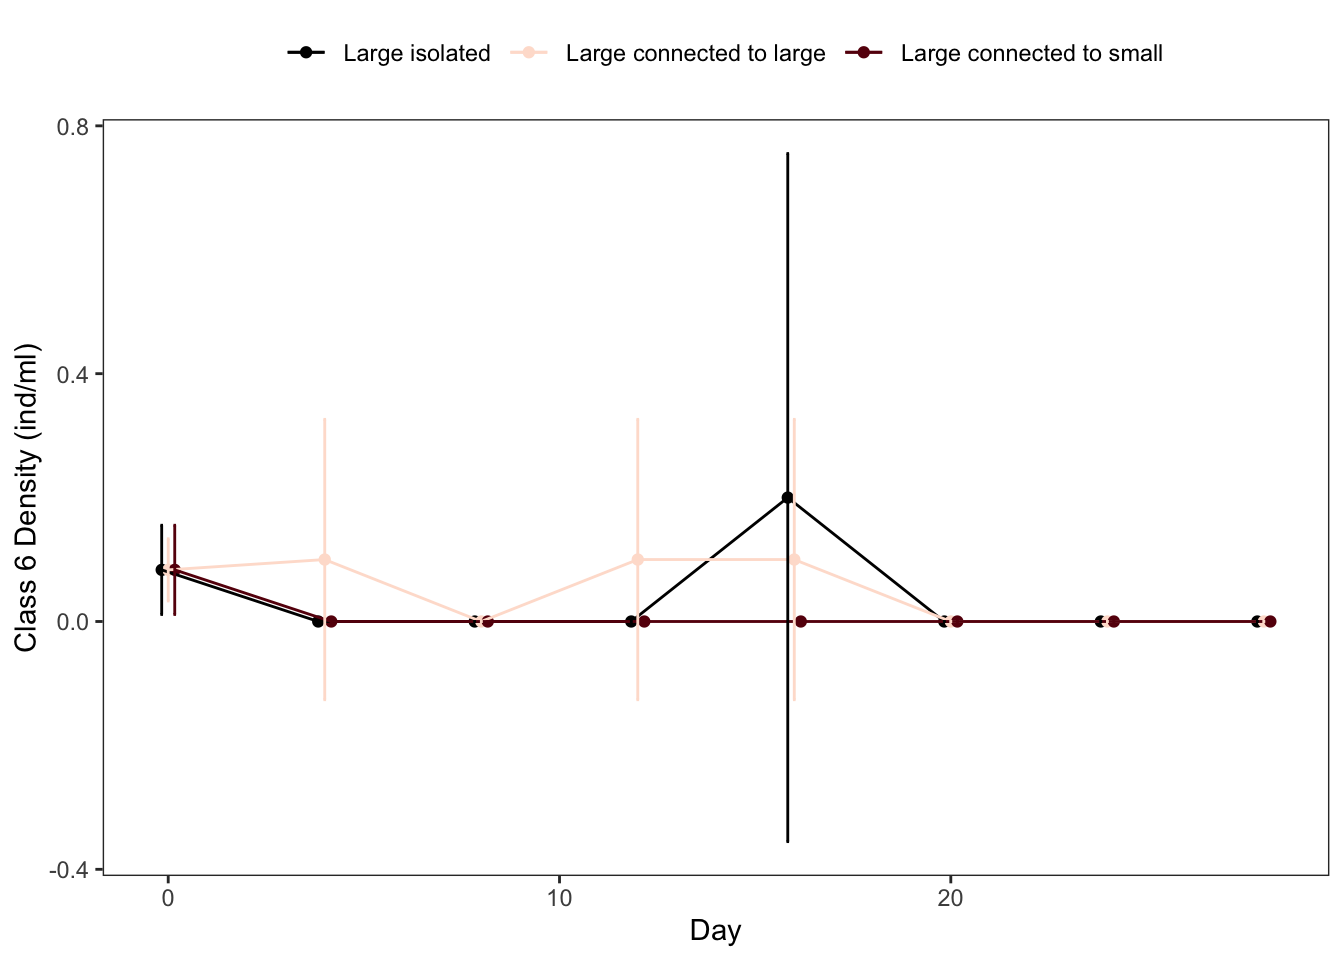 Large isolated Large connected to large Large connected to small
0.8
0.4
0.0
-0.4
Class 6 Density (ind/ml)
0 10 20
Day